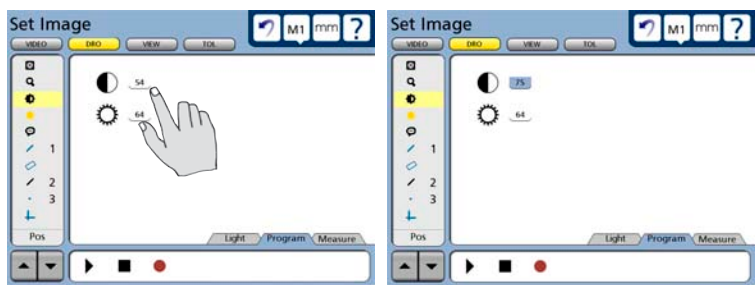 Set Image
M1 mm ?
VIDEO DRO VIEW TOL
54
64
1
2
3
Pos
Light Program Measure
Set Image
M1 mm ?
VIDEO DRO VIEW TOL
75
64
1
2
3
Pos
Light Program Measure